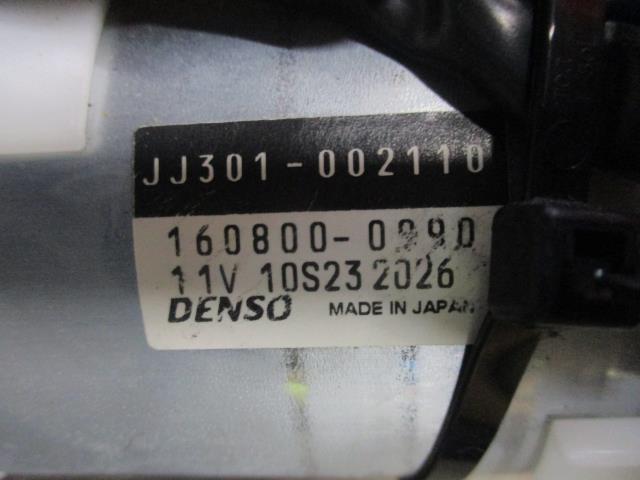 JJ301-002110
160800-0990
11V 10S23 2026
DENSO MADE IN JAPAN